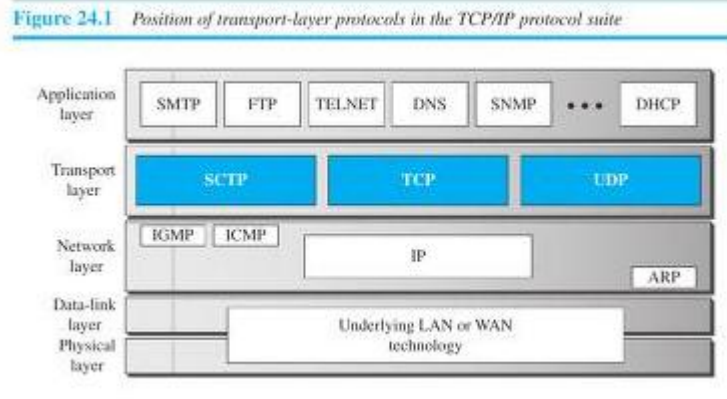 Figure 24.1 Position of transport-layer protocols in the TCP/IP protocol suite
Application
layer
SMTP FTP TELNET DNS SNMP ••• DHCP
Transport
layer
SCTP TCP UDP
Network
layer
IGMP ICMP
IP
ARP
Data-link
layer
Physical
layer
Underlying LAN or WAN
technology